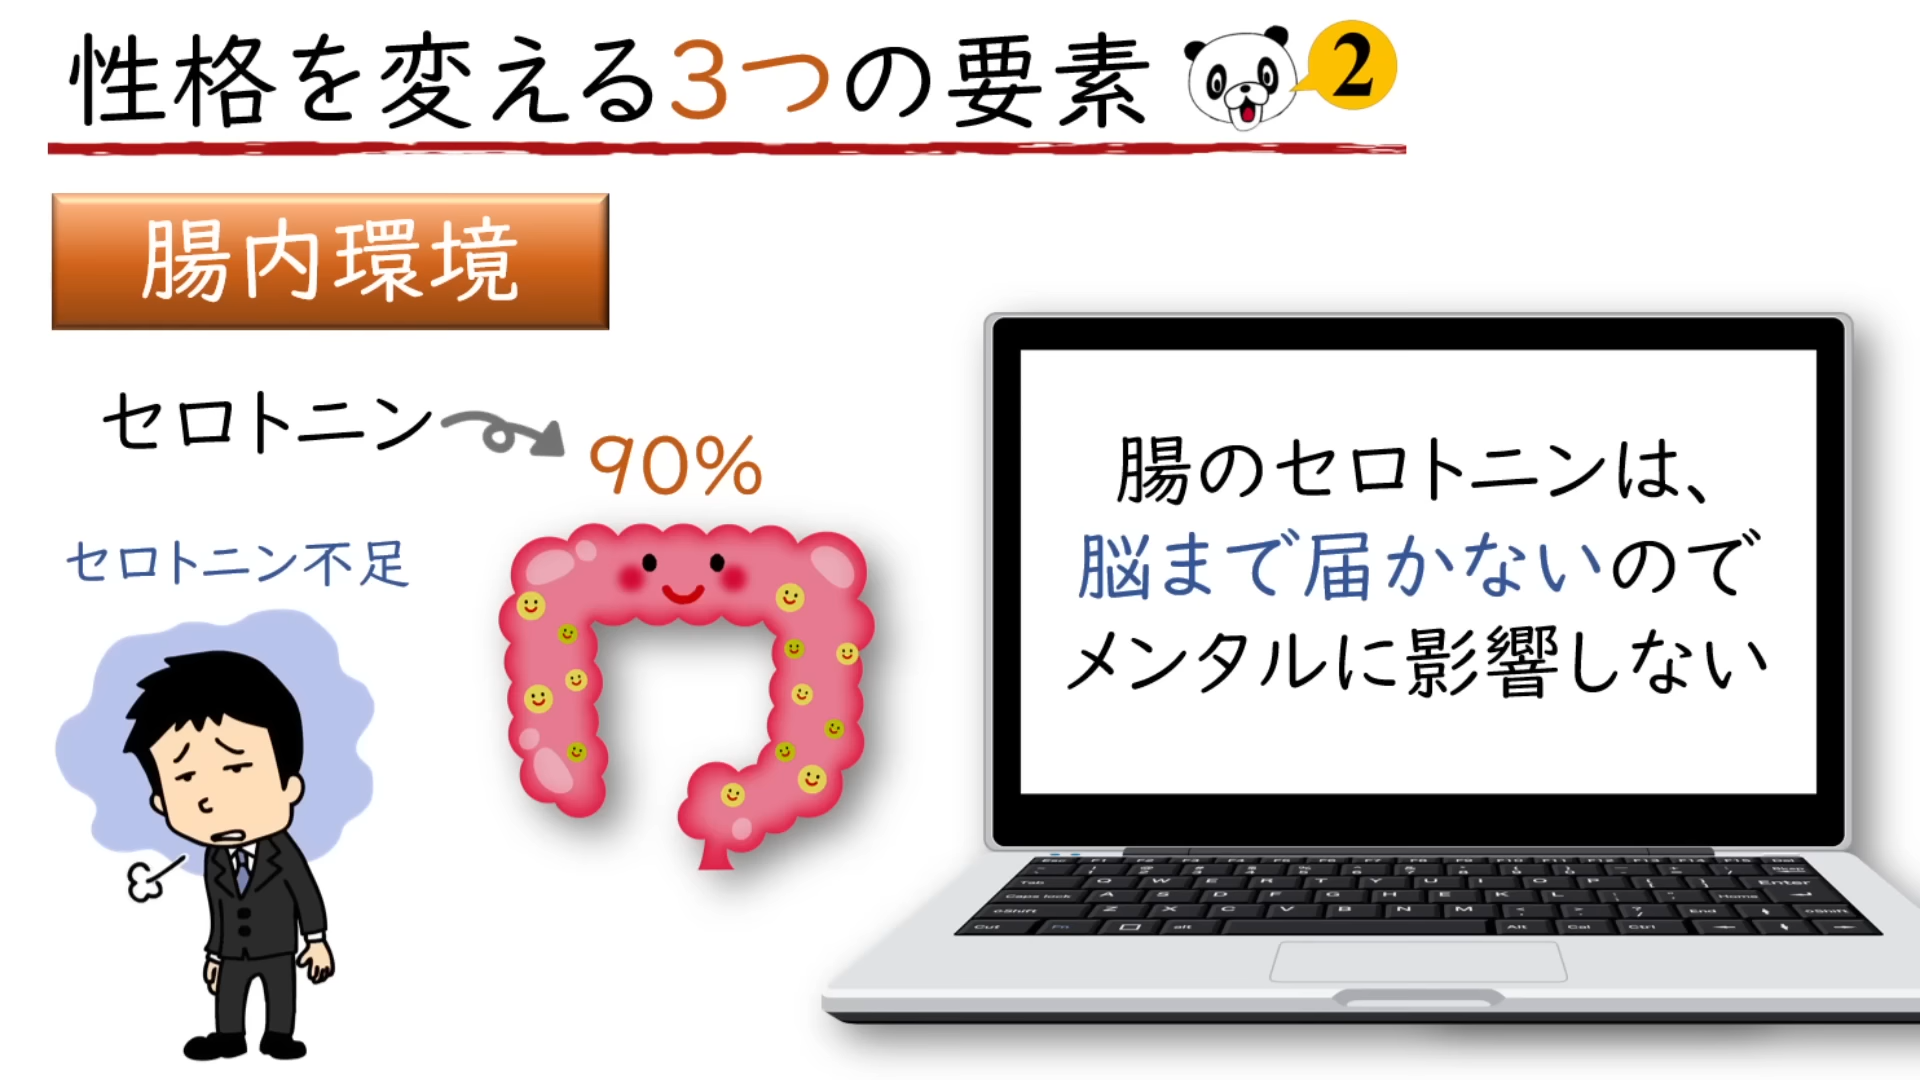 性格を変える3つの要素
2
腸内環境
セロトニン
90%
セロトニン不足
腸のセロトニンは、
脳まで届かないので
メンタルに影響しない